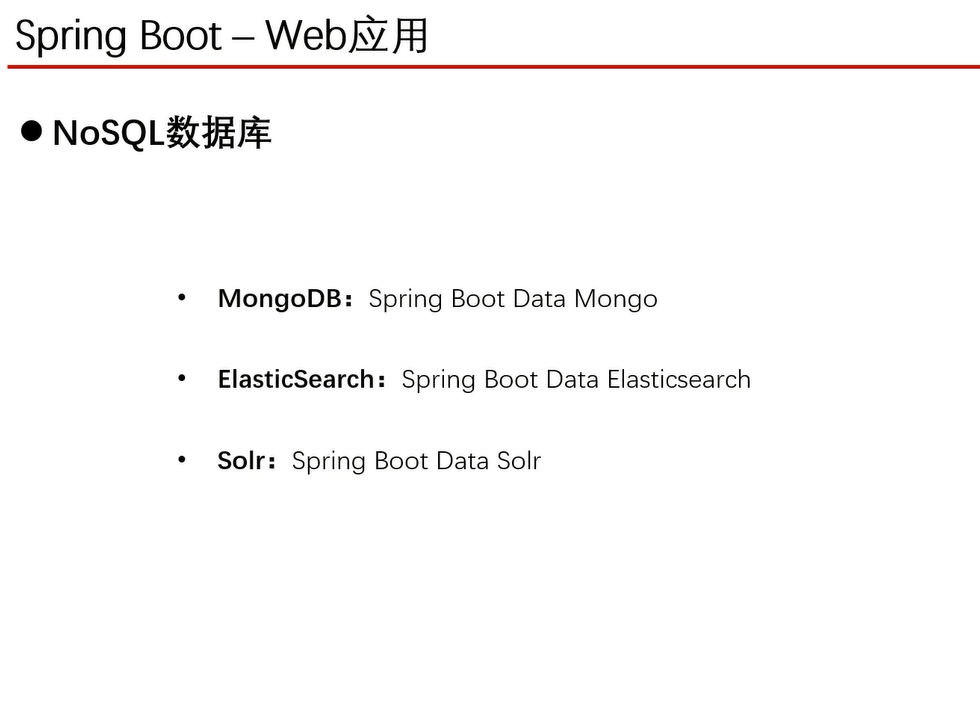 Spring Boot – Web应用
● NoSQL数据库
• MongoDB：Spring Boot Data Mongo
• ElasticSearch：Spring Boot Data Elasticsearch
• Solr：Spring Boot Data Solr